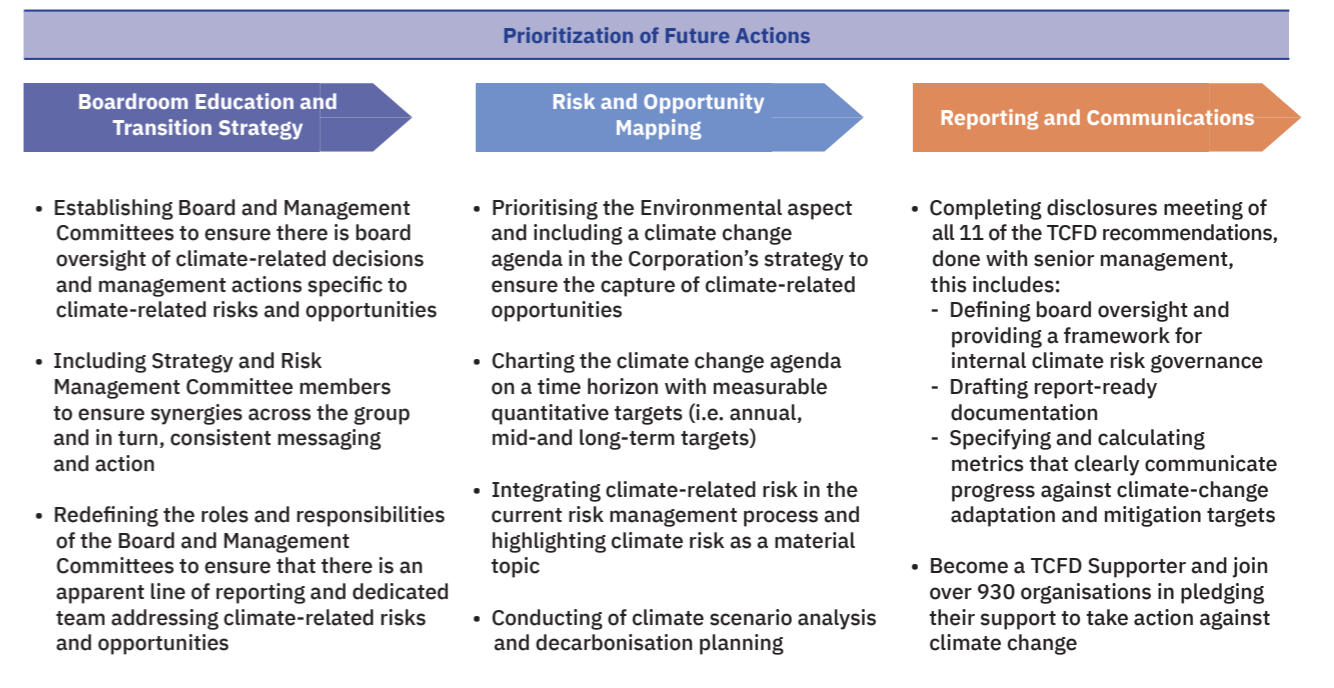 Prioritization of Future Actions
Boardroom Education and
Transition Strategy
• Establishing Board and Management
Committees to ensure there is board
oversight of climate-related decisions
and management actions specific to
climate-related risks and opportunities
• Including Strategy and Risk
Management Committee members
to ensure synergies across the group
and in turn, consistent messaging
and action
• Redefining the roles and responsibilities
of the Board and Management
Committees to ensure that there is an
apparent line of reporting and dedicated
team addressing climate-related risks
and opportunities
Risk and Opportunity
Mapping
• Prioritising the Environmental aspect
and including a climate change
agenda in the Corporation’s strategy to
ensure the capture of climate-related
opportunities
• Charting the climate change agenda
on a time horizon with measurable
quantitative targets (i.e. annual,
mid-and long-term targets)
• Integrating climate-related risk in the
current risk management process and
highlighting climate risk as a material
topic
• Conducting of climate scenario analysis
and decarbonisation planning
Reporting and Communications
• Completing disclosures meeting of
all 11 of the TCFD recommendations,
done with senior management,
this includes:
- Defining board oversight and
providing a framework for
internal climate risk governance
- Drafting report-ready
documentation
- Specifying and calculating
metrics that clearly communicate
progress against climate-change
adaptation and mitigation targets
• Become a TCFD Supporter and join
over 930 organisations in pledging
their support to take action against
climate change